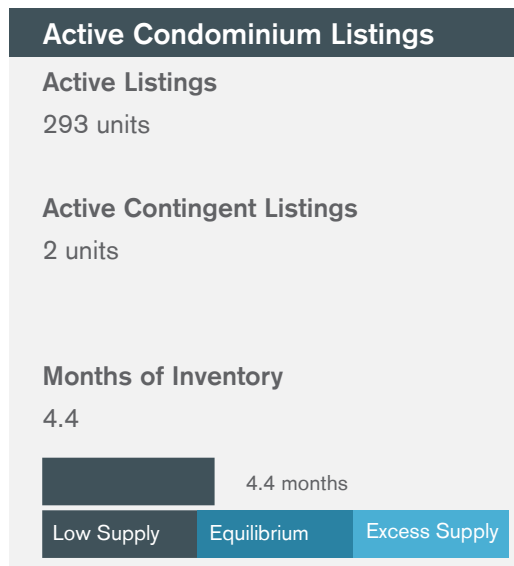 Active Condominium Listings
Active Listings
293 units
Active Contingent Listings
2 units
Months of Inventory
4.4
4.4 months
Low Supply Equilibrium Excess Supply